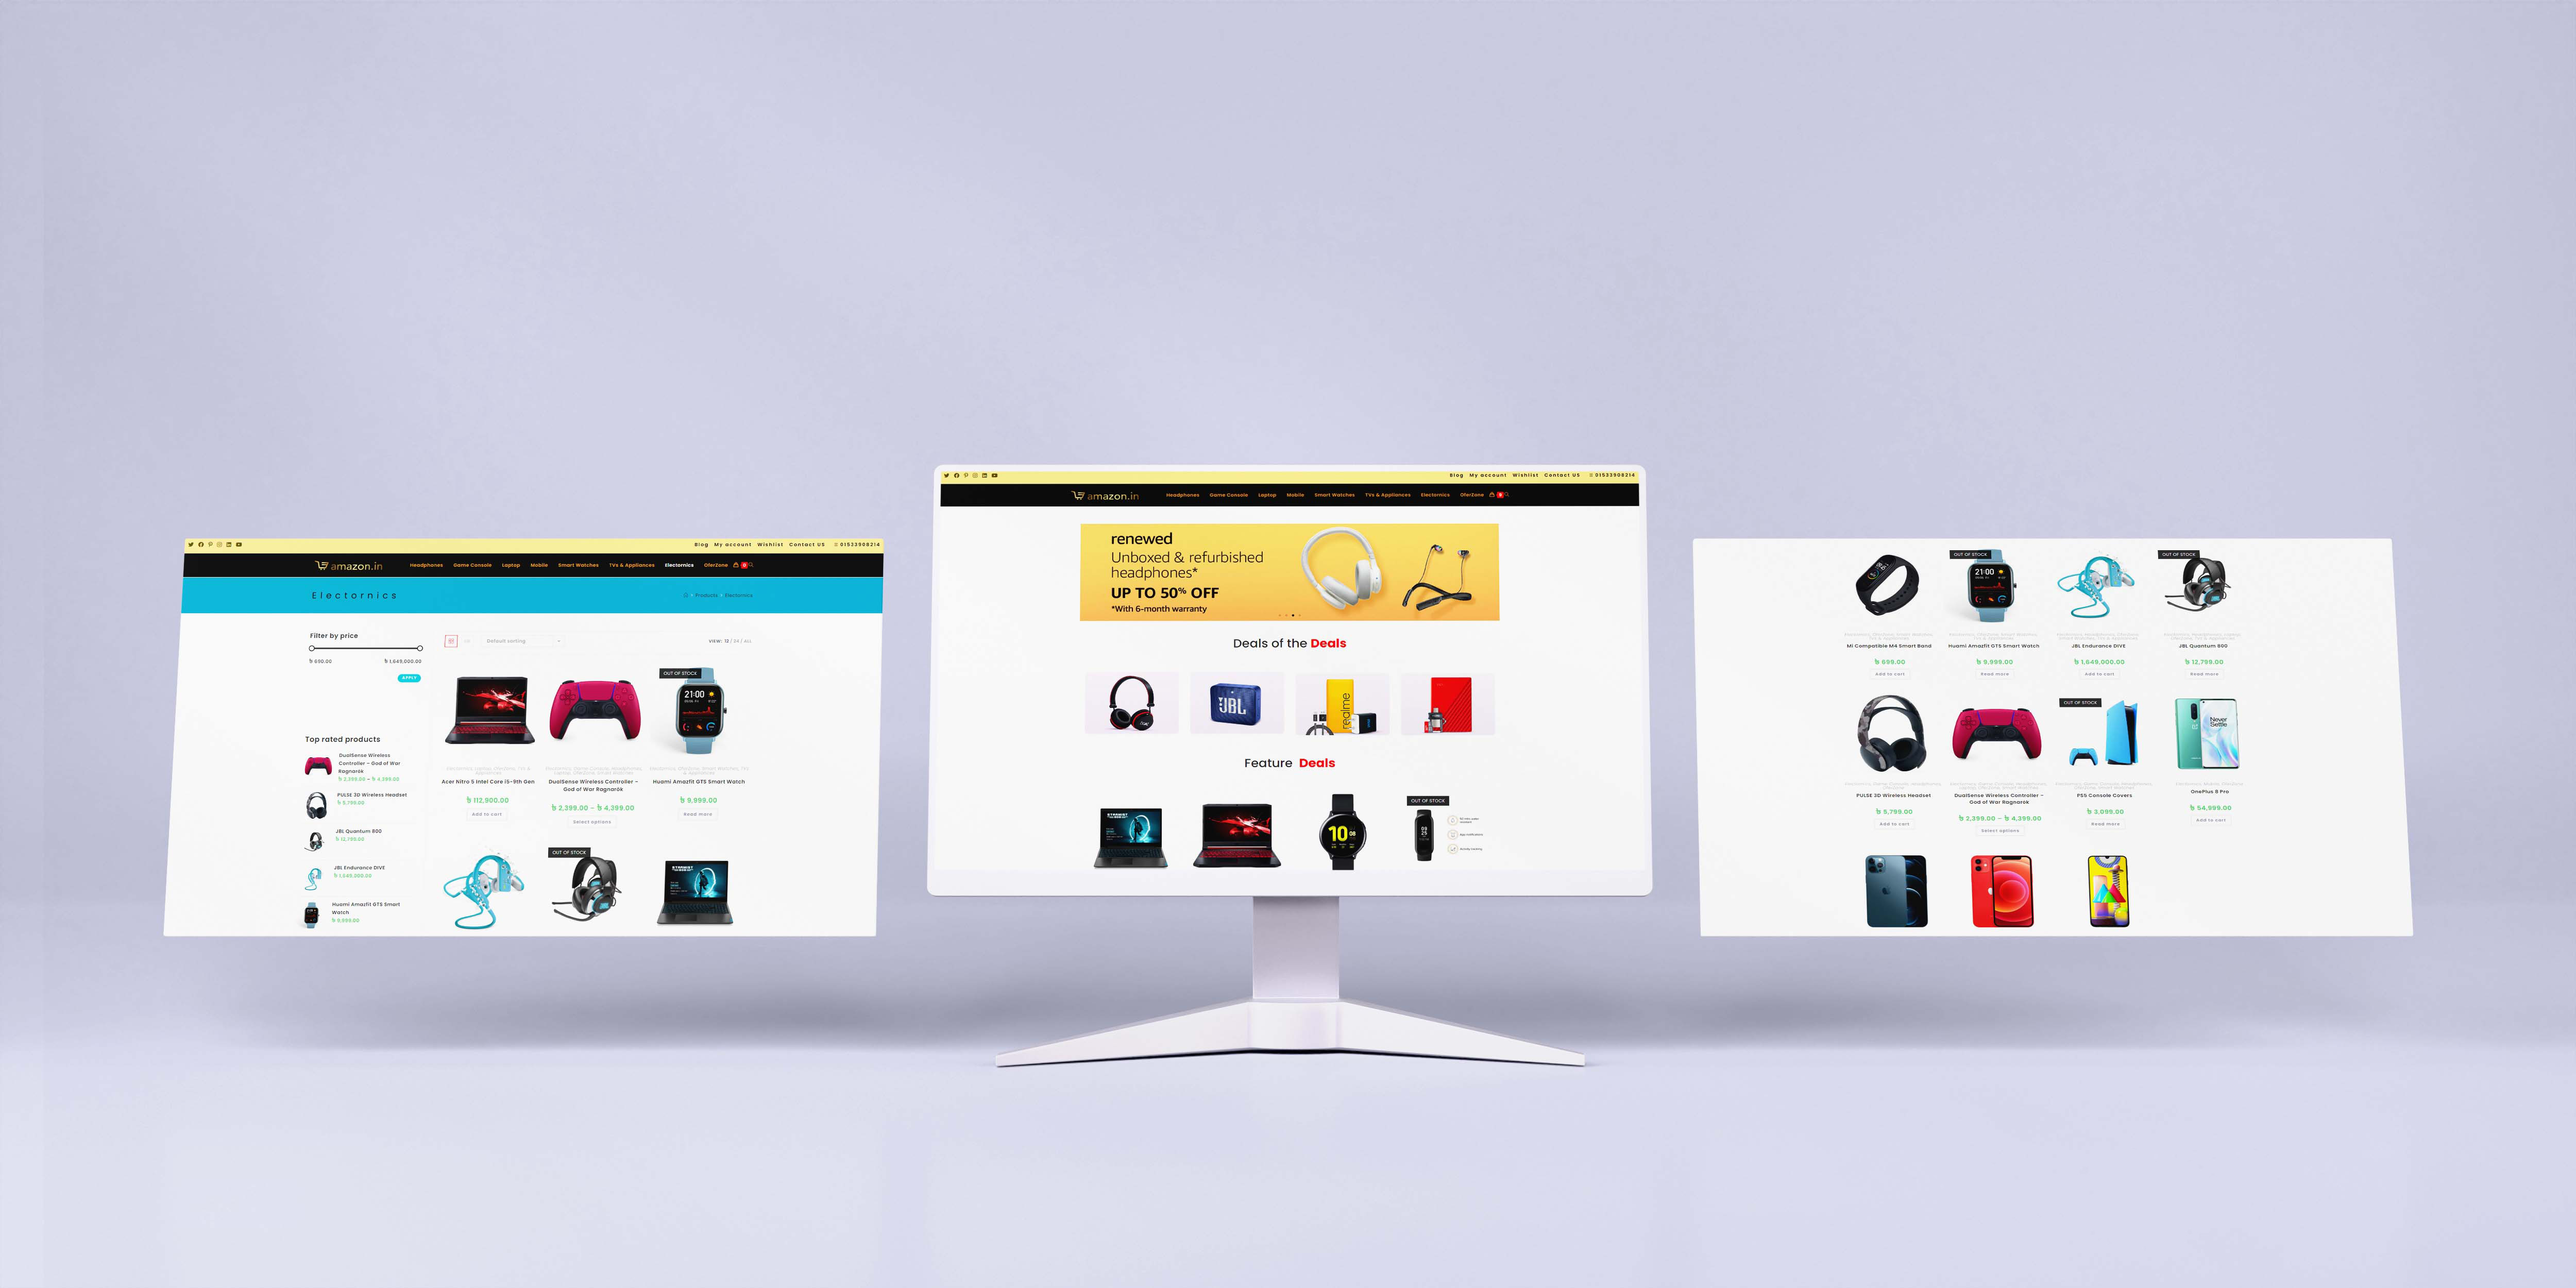 Blog My account Wishlist Contact US 01533908214
amazon.in Headphones Game Console Laptop Mobile Smart Watches TVs & Appliances Electornics OferZone 0
Electornics
Products Electornics
Filter by price
৳ 690.00 ৳ 1,649,000.00
APPLY
Default sorting
VIEW: 12 / 24 / ALL
Top rated products
DualSense Wireless
Controller – God of War
Ragnarök
৳ 2,399.00 – ৳ 4,399.00
PULSE 3D Wireless Headset
৳ 9,799.00
JBL Quantum 800
৳ 12,799.00
JBL Endurance DIVE
৳ 1,649,000.00
Huami Amazfit GTS Smart
Watch
৳ 9,999.00
Acer Nitro 5 Intel Core i5-9th Gen
৳ 112,900.00
Add to cart
DualSense Wireless Controller –
God of War Ragnarök
৳ 2,399.00 – ৳ 4,399.00
Select options
OUT OF STOCK
21:00
Huami Amazfit GTS Smart Watch
৳ 9,999.00
Read more
OUT OF STOCK
Blog My account Wishlist Contact US 01533908214
amazon.in Headphones Game Console Laptop Mobile Smart Watches TVs & Appliances Electornics OferZone 0
renewed
Unboxed & refurbished
headphones*
UP TO 50% OFF
*With 6-month warranty
Deals of the Deals
JBL
realme
Feature Deals
10 08
OUT OF STOCK
Mi Compatible M4 Smart Band
৳ 699.00
Add to cart
OUT OF STOCK
21:00
Huami Amazfit GTS Smart Watch
৳ 9,999.00
Read more
JBL Endurance DIVE
৳ 1,649,000.00
Add to cart
OUT OF STOCK
JBL Quantum 800
৳ 12,799.00
Read more
PULSE 3D Wireless Headset
৳ 9,799.00
Add to cart
DualSense Wireless Controller –
God of War Ragnarök
৳ 2,399.00 – ৳ 4,399.00
Select options
OUT OF STOCK
PS5 Console Covers
৳ 3,099.00
Read more
Never
Settle
OnePlus 8 Pro
৳ 54,999.00
Add to cart